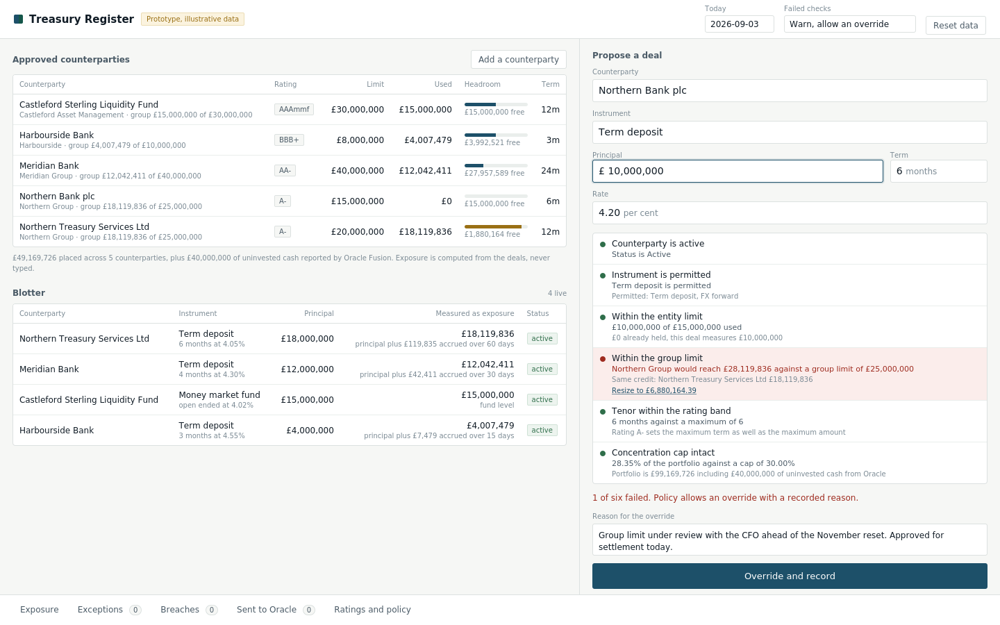 Treasury Register
Prototype, illustrative data
Today
2026-09-03
Failed checks
Warn, allow an override
Reset data
Approved counterparties
Add a counterparty
Counterparty Rating Limit Used Headroom Term
Castleford Sterling Liquidity Fund
Castleford Asset Management · group £15,000,000 of £30,000,000
AAAmmf £30,000,000 £15,000,000 £15,000,000 free 12m
Harbourside Bank
Harbourside · group £4,007,479 of £10,000,000
BBB+ £8,000,000 £4,007,479 £3,992,521 free 3m
Meridian Bank
Meridian Group · group £12,042,411 of £40,000,000
AA- £40,000,000 £12,042,411 £27,957,589 free 24m
Northern Bank plc
Northern Group · group £18,119,836 of £25,000,000
A- £15,000,000 £0 £15,000,000 free 6m
Northern Treasury Services Ltd
Northern Group · group £18,119,836 of £25,000,000
A- £20,000,000 £18,119,836 £1,880,164 free 12m
£49,169,726 placed across 5 counterparties, plus £40,000,000 of uninvested cash reported by Oracle Fusion. Exposure is computed from the deals, never
typed.
Blotter
4 live
Counterparty Instrument Principal Measured as exposure Status
Northern Treasury Services Ltd
Term deposit
6 months at 4.05%
£18,000,000
£18,119,836
principal plus £119,835 accrued over 60 days
active
Meridian Bank
Term deposit
4 months at 4.30%
£12,000,000
£12,042,411
principal plus £42,411 accrued over 30 days
active
Castleford Sterling Liquidity Fund
Money market fund
open ended at 4.02%
£15,000,000
£15,000,000
fund level
active
Harbourside Bank
Term deposit
3 months at 4.55%
£4,000,000
£4,007,479
principal plus £7,479 accrued over 15 days
active
Propose a deal
Counterparty
Northern Bank plc
Instrument
Term deposit
Principal
£ 10,000,000
Term
6 months
Rate
4.20 per cent
Counterparty is active
Status is Active
Instrument is permitted
Term deposit is permitted
Permitted: Term deposit, FX forward
Within the entity limit
£10,000,000 of £15,000,000 used
£0 already held, this deal measures £10,000,000
Within the group limit
Northern Group would reach £28,119,836 against a group limit of £25,000,000
Same credit: Northern Treasury Services Ltd £18,119,836
Resize to £6,880,164.39
Tenor within the rating band
6 months against a maximum of 6
Rating A- sets the maximum term as well as the maximum amount
Concentration cap intact
28.35% of the portfolio against a cap of 30.00%
Portfolio is £99,169,726 including £40,000,000 of uninvested cash from Oracle
1 of six failed. Policy allows an override with a recorded reason.
Reason for the override
Group limit under review with the CFO ahead of the November reset. Approved for
settlement today.
Override and record
Exposure Exceptions 0 Breaches 0 Sent to Oracle 0 Ratings and policy